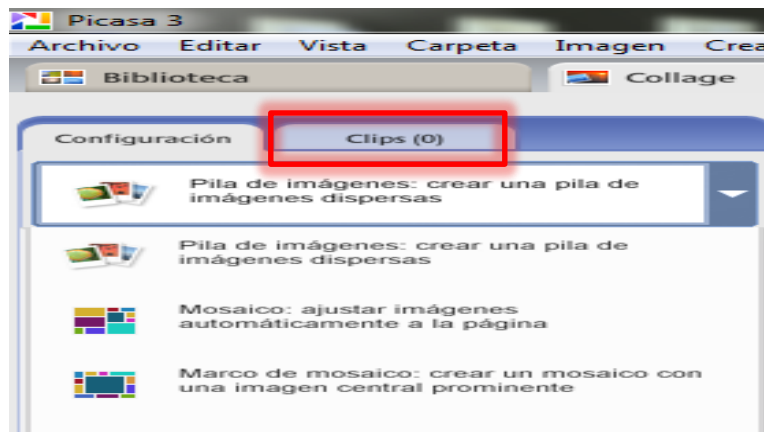 Picasa 3
Archivo Editar Vista Carpeta Imagen Crea
Biblioteca Collage
Configuración Clips (0)
Pila de imágenes: crear una pila de
imágenes dispersas
Pila de imágenes: crear una pila de
imágenes dispersas
Mosaico: ajustar imágenes
automáticamente a la página
Marco de mosaico: crear un mosaico con
una imagen central prominente